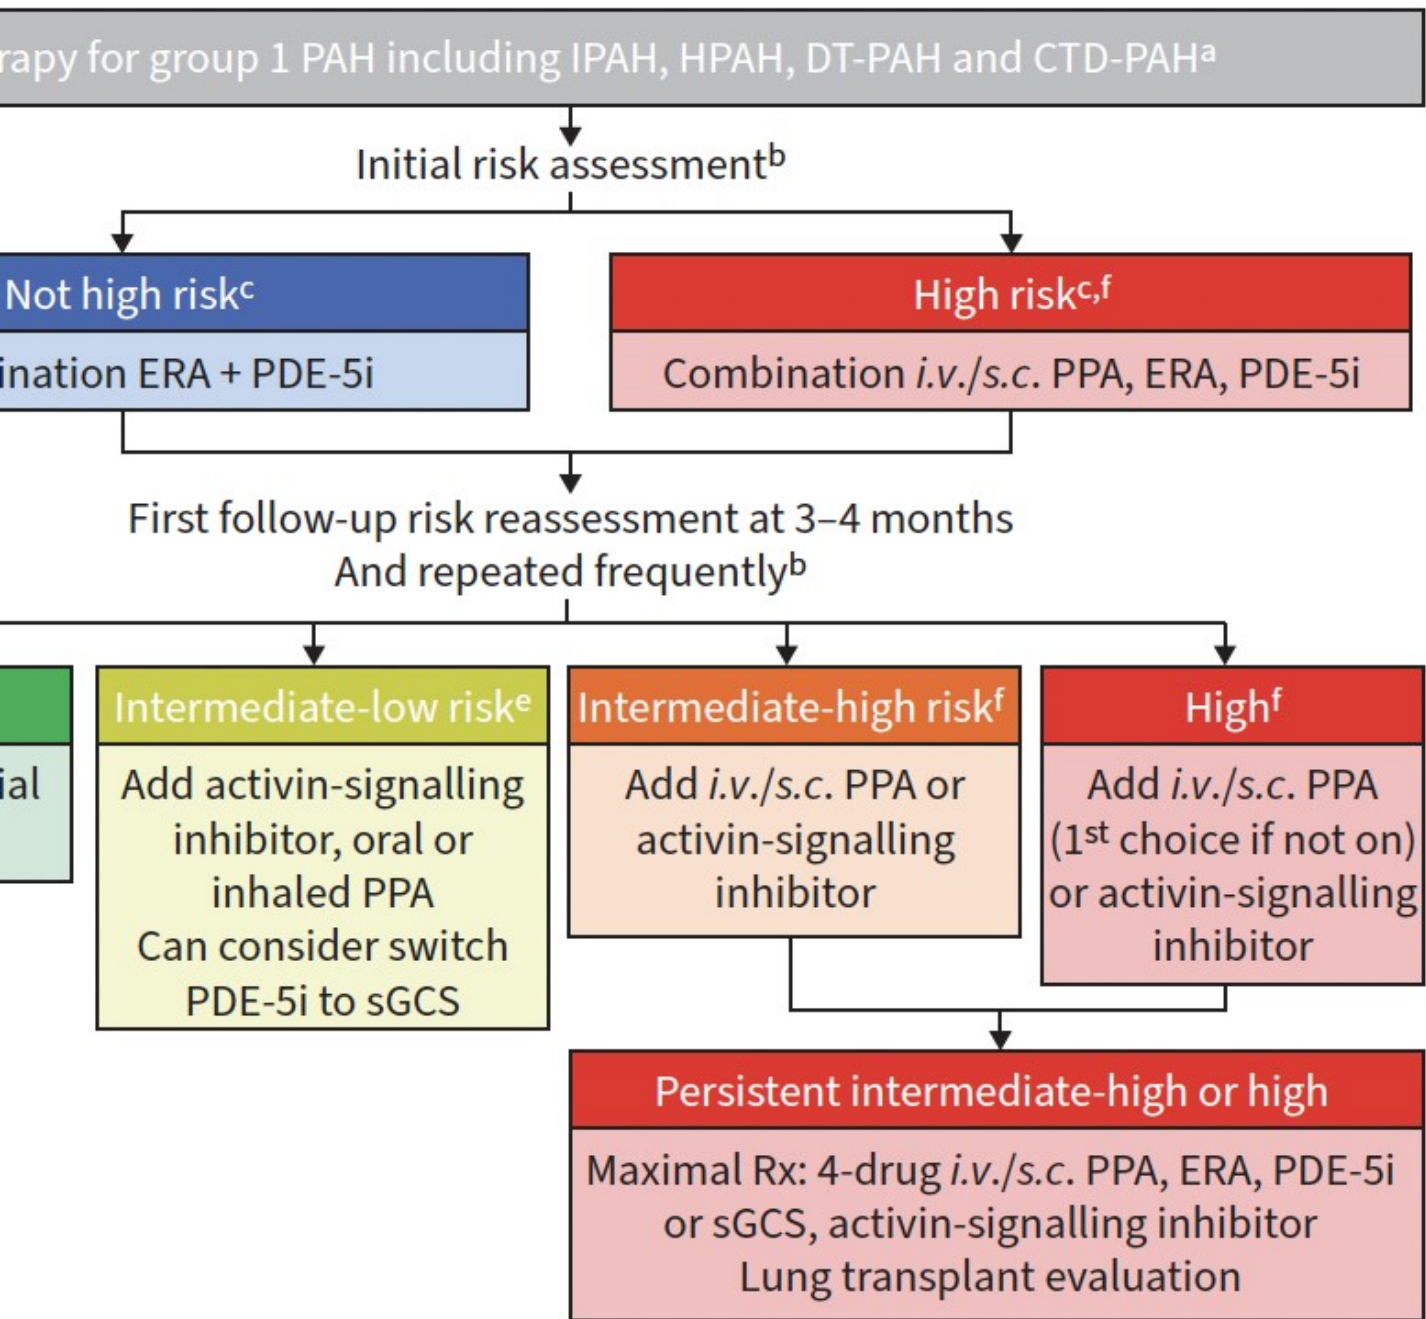 rapy for group 1 PAH including IPAH, HPAH, DT-PAH and CTD-PAHᵃ
Initial risk assessmentᵇ
Not high riskᶜ
ination ERA + PDE-5i
High riskᶜ,ᶠ
Combination i.v./s.c. PPA, ERA, PDE-5i
First follow-up risk reassessment at 3–4 months
And repeated frequentlyᵇ
ial
Intermediate-low riskᵉ
Add activin-signalling
inhibitor, oral or
inhaled PPA
Can consider switch
PDE-5i to sGCS
Intermediate-high riskᶠ
Add i.v./s.c. PPA or
activin-signalling
inhibitor
Highᶠ
Add i.v./s.c. PPA
(1ˢᵗ choice if not on)
or activin-signalling
inhibitor
Persistent intermediate-high or high
Maximal Rx: 4-drug i.v./s.c. PPA, ERA, PDE-5i
or sGCS, activin-signalling inhibitor
Lung transplant evaluation